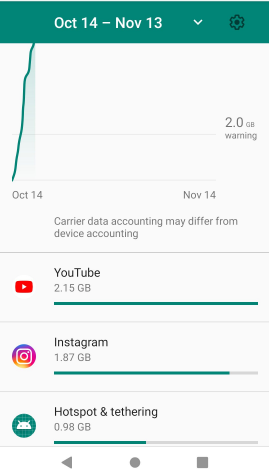 Oct 14 – Nov 13
2.0 GB
warning
Oct 14
Nov 14
Carrier data accounting may differ from
device accounting
YouTube
2.15 GB
Instagram
1.87 GB
Hotspot & tethering
0.98 GB